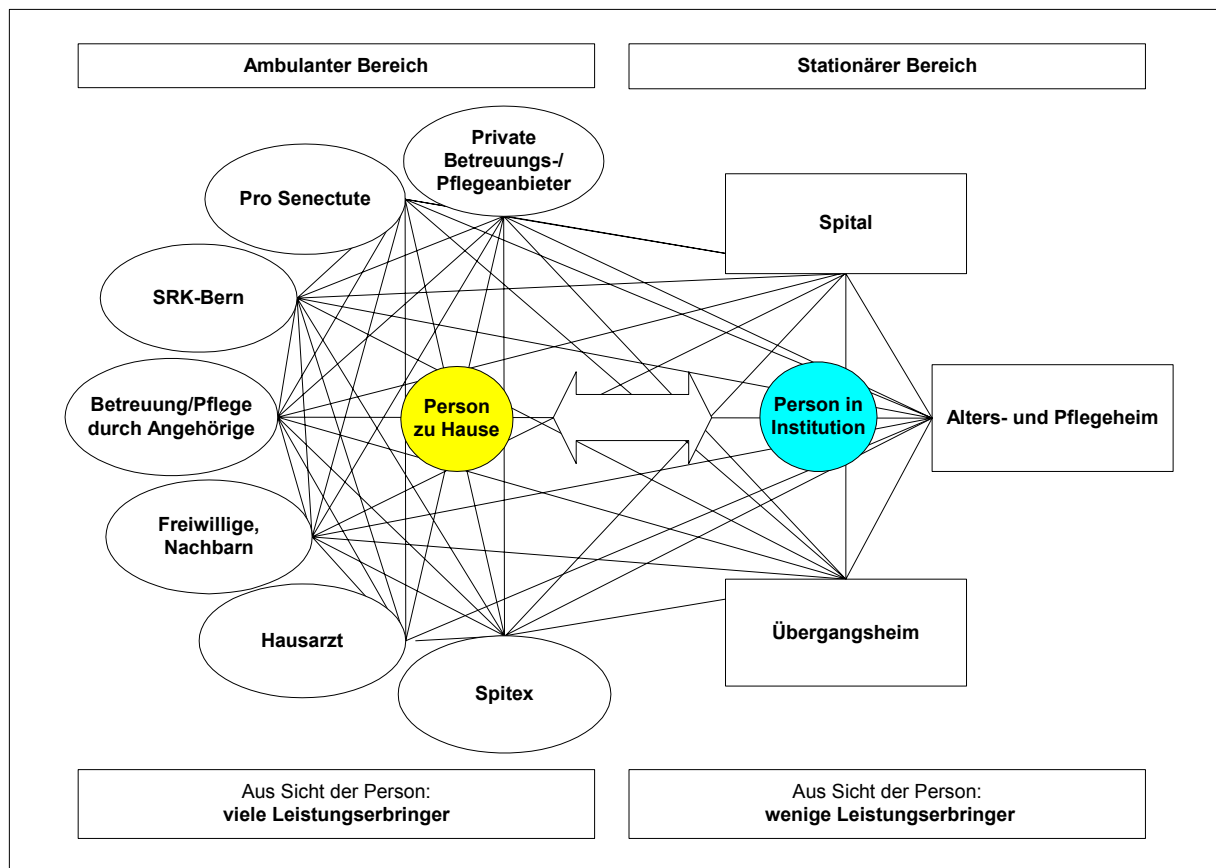 Ambulanter Bereich
Stationärer Bereich
Private
Betreuungs-/
Pflegeanbieter
Pro Senectute
Spital
SRK-Bern
Betreuung/Pflege
durch Angehörige
Person
zu Hause
Person in
Institution
Alters- und Pflegeheim
Freiwillige,
Nachbarn
Hausarzt
Übergangsheim
Spitex
Aus Sicht der Person:
viele Leistungserbringer
Aus Sicht der Person:
wenige Leistungserbringer